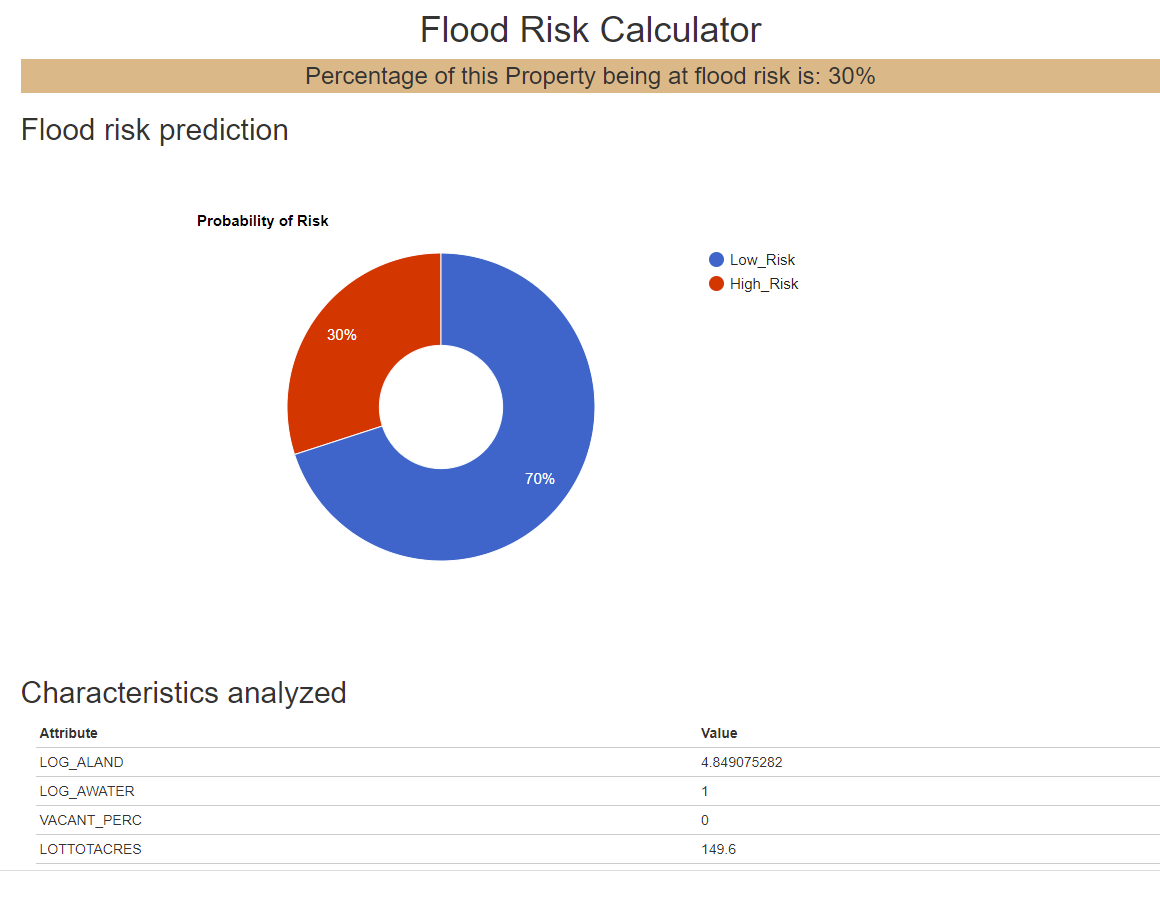 Flood Risk Calculator
Percentage of this Property being at flood risk is: 30%
Flood risk prediction
Probability of Risk
Low_Risk
High_Risk
30%
70%
Characteristics analyzed
Attribute Value
LOG_ALAND 4.849075282
LOG_AWATER 1
VACANT_PERC 0
LOTTOTACRES 149.6